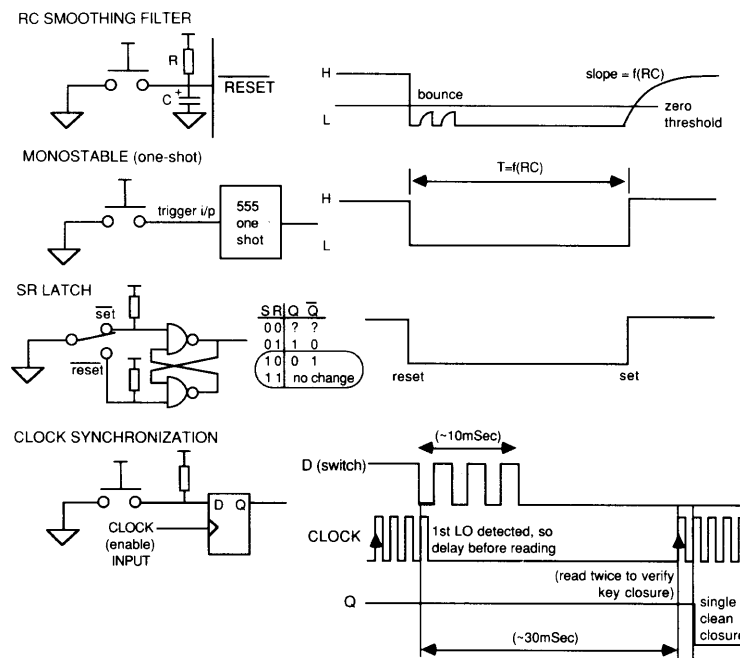 RC SMOOTHING FILTER
R
C +
RESET
H
L
bounce
slope = f(RC)
zero
threshold
MONOSTABLE (one-shot)
trigger i/p
555
one
shot
H
L
T=f(RC)
SR LATCH
set
reset
S R Q Q
0 0 ? ?
0 1 1 0
1 0 0 1
1 1 no change
reset
set
CLOCK SYNCHRONIZATION
D Q
CLOCK
(enable)
INPUT
(~10mSec)
D (switch)
CLOCK
1st LO detected, so
delay before reading
(read twice to verify
key closure)
Q
single
clean
closure
(~30mSec)